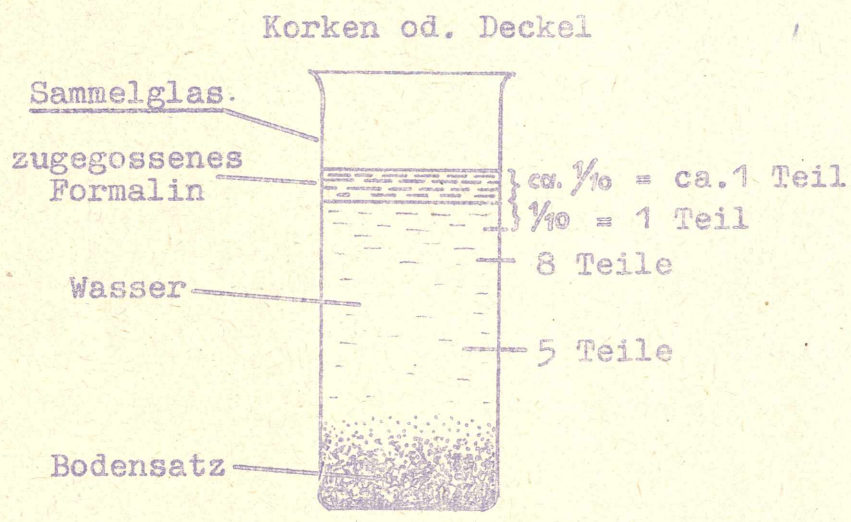 Korken od. Deckel
Sammelglas.
zugegossenes
Formalin
ca. 1/10 = ca.1 Teil
1/10 = 1 Teil
8 Teile
Wasser
5 Teile
Bodensatz